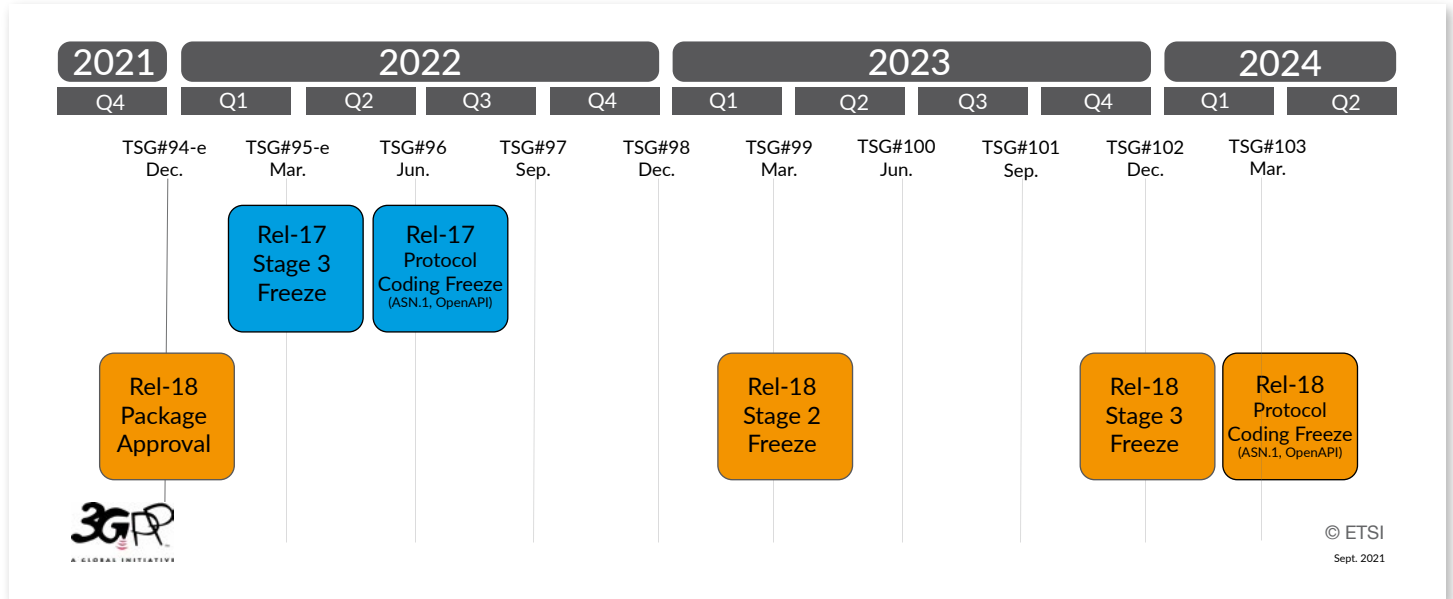 2021 2022 2023 2024
Q4 Q1 Q2 Q3 Q4 Q1 Q2 Q3 Q4 Q1 Q2
TSG#94-e TSG#95-e TSG#96 TSG#97 TSG#98 TSG#99 TSG#100 TSG#101 TSG#102 TSG#103
Dec. Mar. Jun. Sep. Dec. Mar. Jun. Sep. Dec. Mar.
Rel-17
Stage 3
Freeze
Rel-17
Protocol
Coding Freeze
(ASN.1, OpenAPI)
Rel-18
Package
Approval
Rel-18
Stage 2
Freeze
Rel-18
Stage 3
Freeze
Rel-18
Protocol
Coding Freeze
(ASN.1, OpenAPI)
3GPP
A GLOBAL INITIATIVE
© ETSI
Sept. 2021